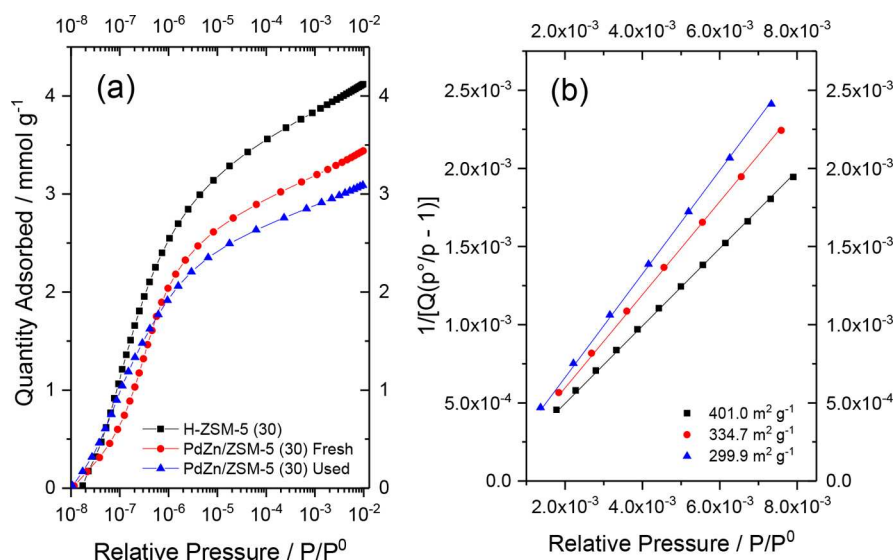 10⁻⁸ 10⁻⁷ 10⁻⁶ 10⁻⁵ 10⁻⁴ 10⁻³ 10⁻²
(a)
4
3
2
1
0
4
3
2
1
0
Quantity Adsorbed / mmol g⁻¹
H-ZSM-5 (30)
PdZn/ZSM-5 (30) Fresh
PdZn/ZSM-5 (30) Used
10⁻⁸ 10⁻⁷ 10⁻⁶ 10⁻⁵ 10⁻⁴ 10⁻³ 10⁻²
Relative Pressure / P/P⁰
2.0x10⁻³ 4.0x10⁻³ 6.0x10⁻³ 8.0x10⁻³
(b)
2.5x10⁻³
2.0x10⁻³
1.5x10⁻³
1.0x10⁻³
5.0x10⁻⁴
0.0
2.5x10⁻³
2.0x10⁻³
1.5x10⁻³
1.0x10⁻³
5.0x10⁻⁴
0.0
1/[Q(p°/p - 1)]
401.0 m² g⁻¹
334.7 m² g⁻¹
299.9 m² g⁻¹
2.0x10⁻³ 4.0x10⁻³ 6.0x10⁻³ 8.0x10⁻³
Relative Pressure / P/P⁰